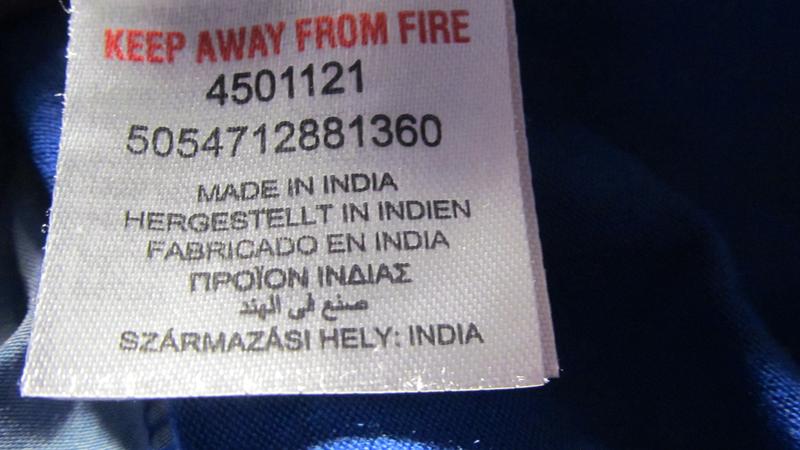 KEEP AWAY FROM FIRE
4501121
5054712881360
MADE IN INDIA
HERGESTELLT IN INDIEN
FABRICADO EN INDIA
ΠΡΟΪΟΝ ΙΝΔΙΑΣ
صنع في الهند
SZÁRMAZÁSI HELY: INDIA